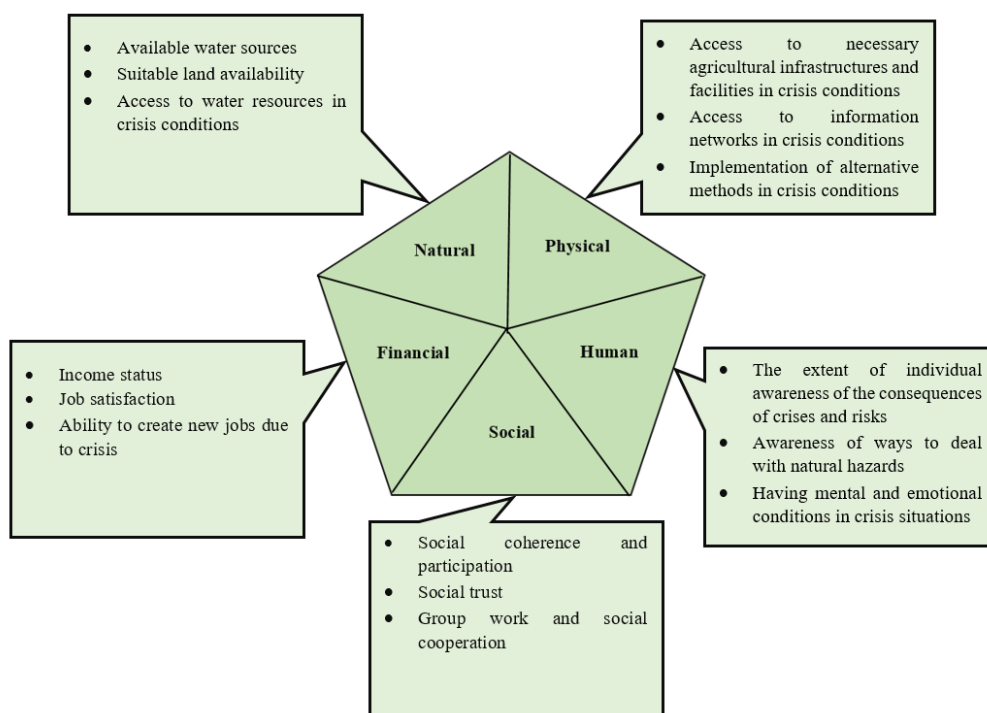 • Available water sources
• Suitable land availability
• Access to water resources in
crisis conditions
• Access to necessary
agricultural infrastructures and
facilities in crisis conditions
• Access to information
networks in crisis conditions
• Implementation of alternative
methods in crisis conditions
Natural
Physical
Financial
Human
Social
• Income status
• Job satisfaction
• Ability to create new jobs due
to crisis
• The extent of individual
awareness of the consequences
of crises and risks
• Awareness of ways to deal
with natural hazards
• Having mental and emotional
conditions in crisis situations
• Social coherence and
participation
• Social trust
• Group work and social
cooperation